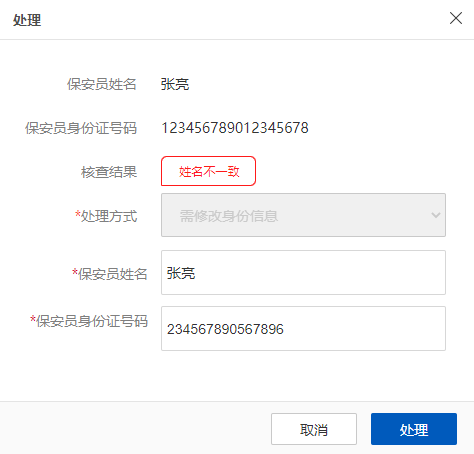 处理
保安员姓名 张亮
保安员身份证号码 123456789012345678
核查结果 姓名不一致
*处理方式 需修改身份信息
*保安员姓名 张亮
*保安员身份证号码 234567890567896
取消 处理